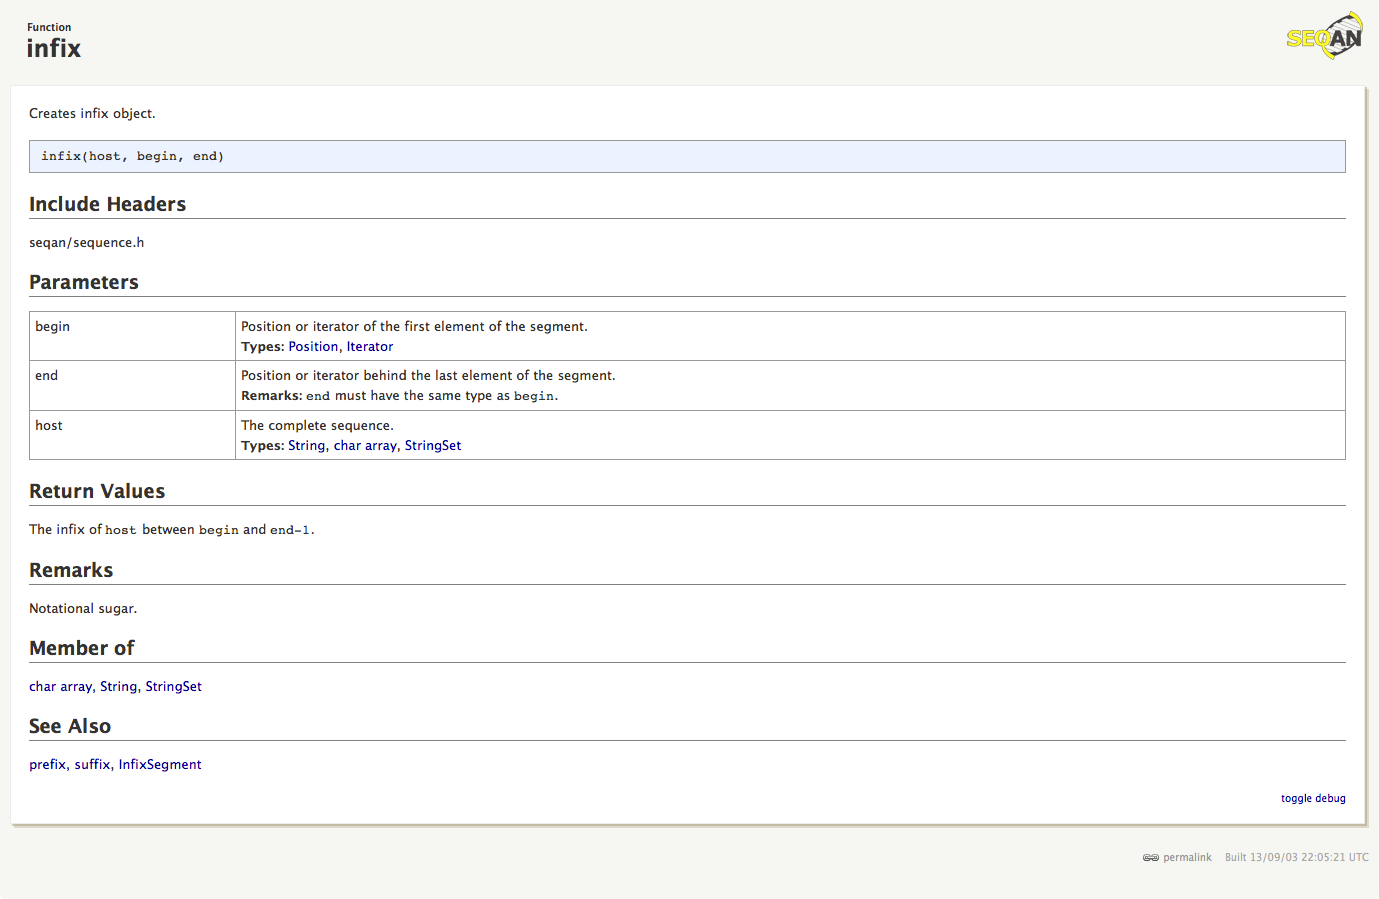 Function
infix
SEQAN
Creates infix object.
infix(host, begin, end)
Include Headers
seqan/sequence.h
Parameters
begin
Position or iterator of the first element of the segment.
Types: Position, Iterator
end
Position or iterator behind the last element of the segment.
Remarks: end must have the same type as begin.
host
The complete sequence.
Types: String, char array, StringSet
Return Values
The infix of host between begin and end-1.
Remarks
Notational sugar.
Member of
char array, String, StringSet
See Also
prefix, suffix, InfixSegment
toggle debug
permalink Built 13/09/03 22:05:21 UTC